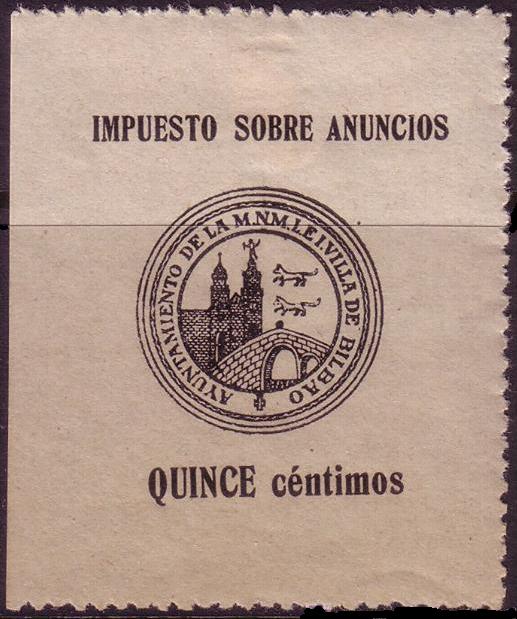 IMPUESTO SOBRE ANUNCIOS
AYUNTAMIENTO DE LA M.N.M.L.E I.VILLA DE BILBAO
QUINCE céntimos